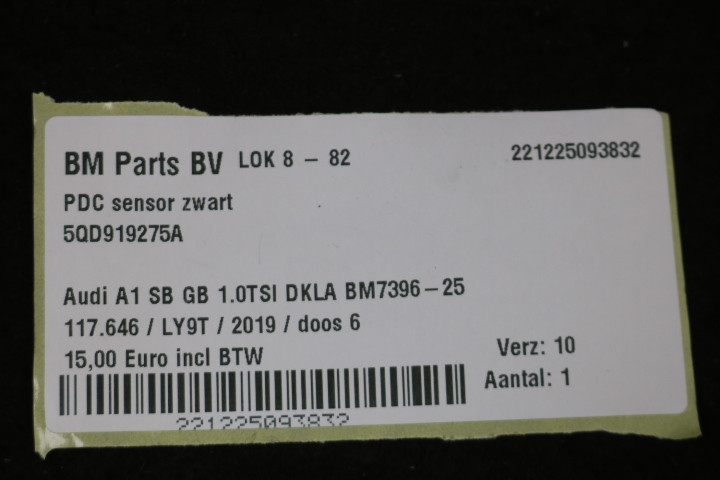 BM Parts BV LOK 8 - 82 221225093832
PDC sensor zwart
5QD919275A
Audi A1 SB GB 1.0TSI DKLA BM7396-25
117.646 / LY9T / 2019 / doos 6
15,00 Euro incl BTW
Verz: 10
Aantal: 1
221225093832